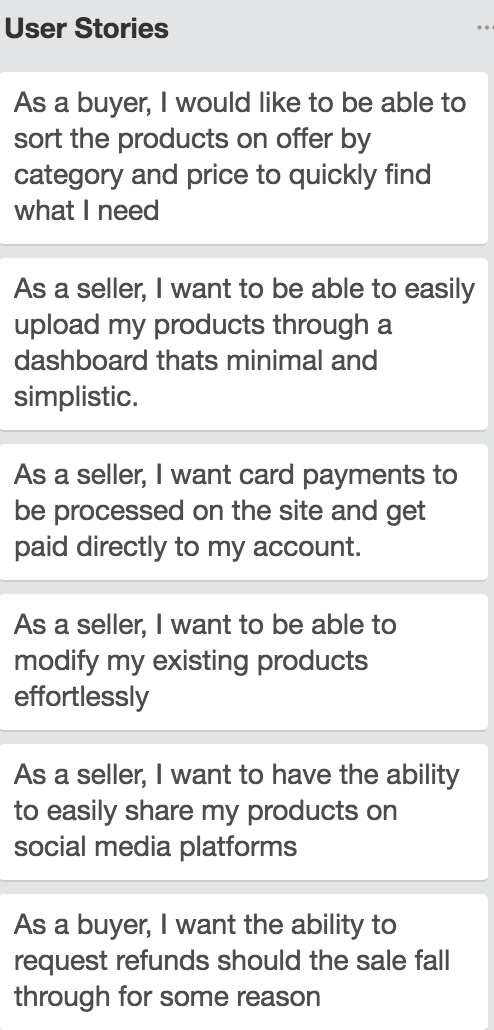 User Stories
As a buyer, I would like to be able to
sort the products on offer by
category and price to quickly find
what I need
As a seller, I want to be able to easily
upload my products through a
dashboard thats minimal and
simplistic.
As a seller, I want card payments to
be processed on the site and get
paid directly to my account.
As a seller, I want to be able to
modify my existing products
effortlessly
As a seller, I want to have the ability
to easily share my products on
social media platforms
As a buyer, I want the ability to
request refunds should the sale fall
through for some reason